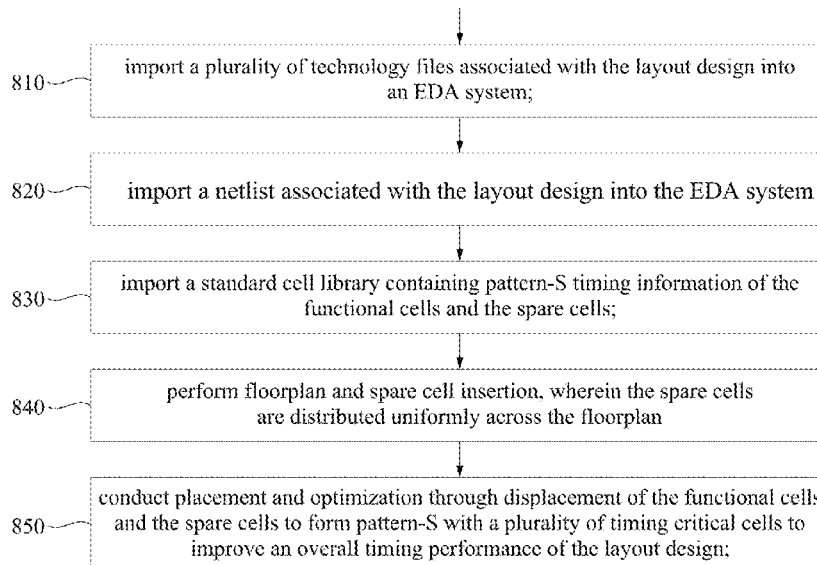 810
import a plurality of technology files associated with the layout design into
an EDA system;
820
import a netlist associated with the layout design into the EDA system
830
import a standard cell library containing pattern-S timing information of the
functional cells and the spare cells;
840
perform floorplan and spare cell insertion, wherein the spare cells
are distributed uniformly across the floorplan
850
conduct placement and optimization through displacement of the functional cells
and the spare cells to form pattern-S with a plurality of timing critical cells to
improve an overall timing performance of the layout design;